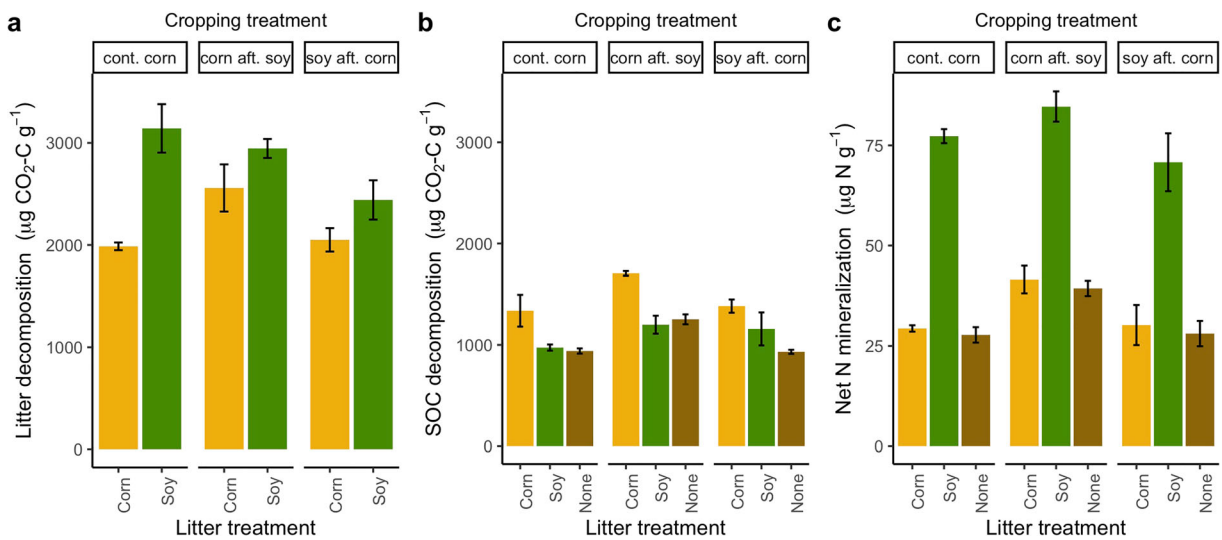 a
Cropping treatment
cont. corn
corn aft. soy
soy aft. corn
Litter decomposition (μg CO₂-C g⁻¹)
3000
2000
1000
0
Corn
Soy
Corn
Soy
Corn
Soy
Litter treatment
b
Cropping treatment
cont. corn
corn aft. soy
soy aft. corn
SOC decomposition (μg CO₂-C g⁻¹)
3000
2000
1000
0
Corn
Soy
None
Corn
Soy
None
Corn
Soy
None
Litter treatment
c
Cropping treatment
cont. corn
corn aft. soy
soy aft. corn
Net N mineralization (μg N g⁻¹)
75
50
25
0
Corn
Soy
None
Corn
Soy
None
Corn
Soy
None
Litter treatment